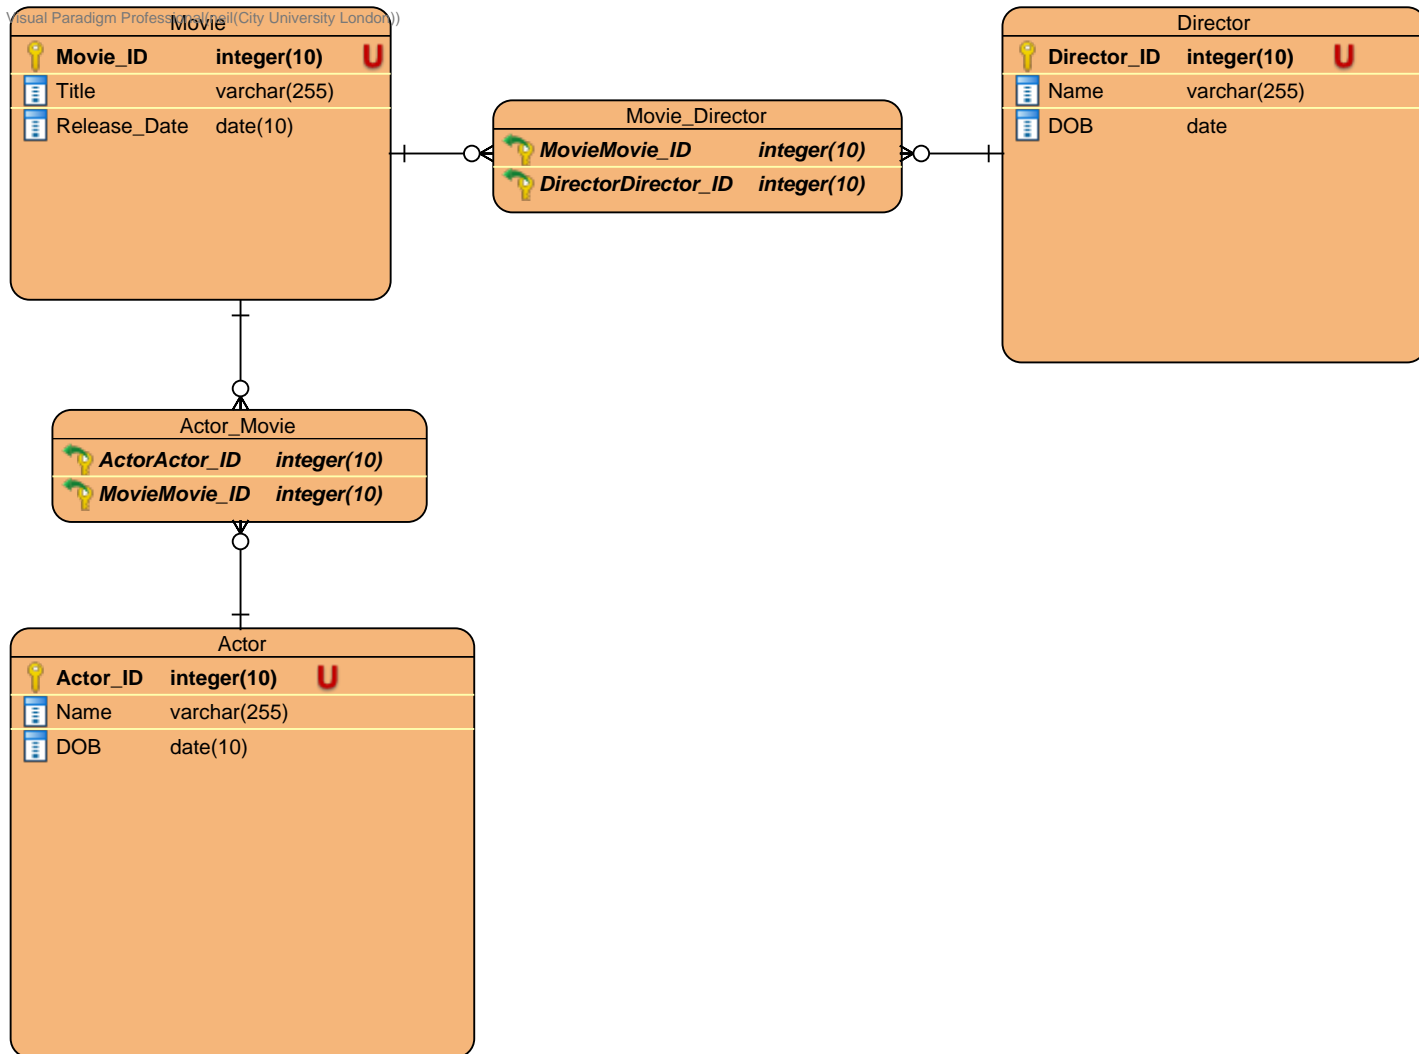 Visual Paradigm Professional(neil(City University London))
Movie
Movie_ID integer(10) U
Title varchar(255)
Release_Date date(10)
Movie_Director
MovieMovie_ID integer(10)
DirectorDirector_ID integer(10)
Director
Director_ID integer(10) U
Name varchar(255)
DOB date
Actor_Movie
ActorActor_ID integer(10)
MovieMovie_ID integer(10)
Actor
Actor_ID integer(10) U
Name varchar(255)
DOB date(10)